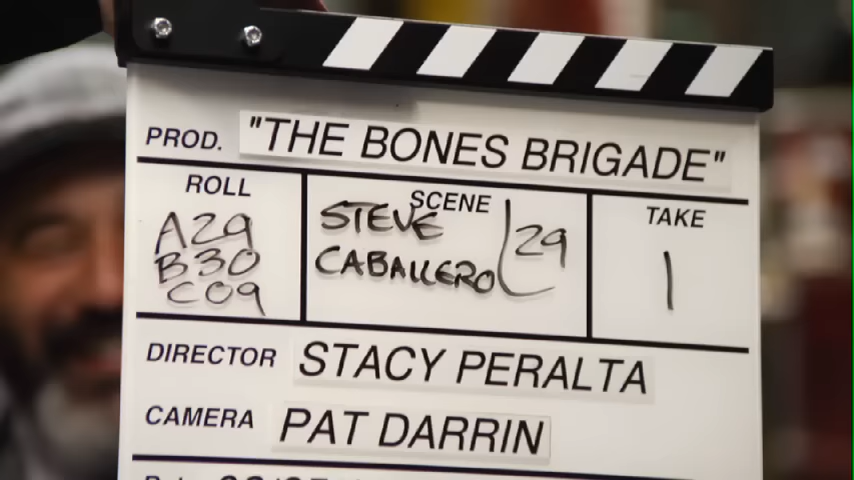 PROD. "THE BONES BRIGADE"
ROLL
A29
B30
C09
SCENE
STEVE
CABALLERO
29
TAKE
1
DIRECTOR STACY PERALTA
CAMERA PAT DARRIN